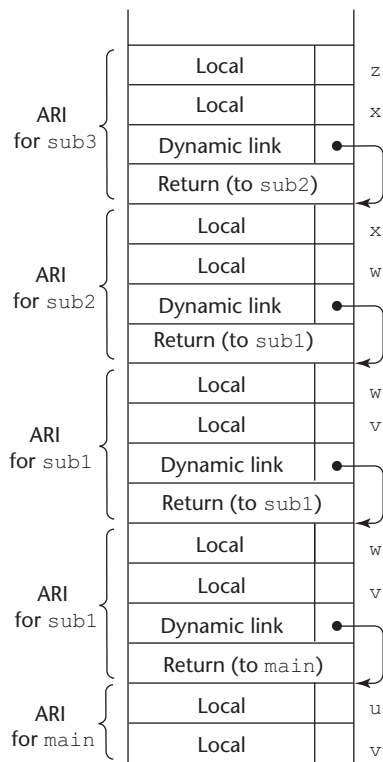 Local z
ARI
for sub3
Local x
Dynamic link
Return (to sub2)
Local x
ARI
for sub2
Local w
Dynamic link
Return (to sub1)
Local w
ARI
for sub1
Local v
Dynamic link
Return (to sub1)
Local w
ARI
for sub1
Local v
Dynamic link
Return (to main)
ARI
for main
Local u
Local v